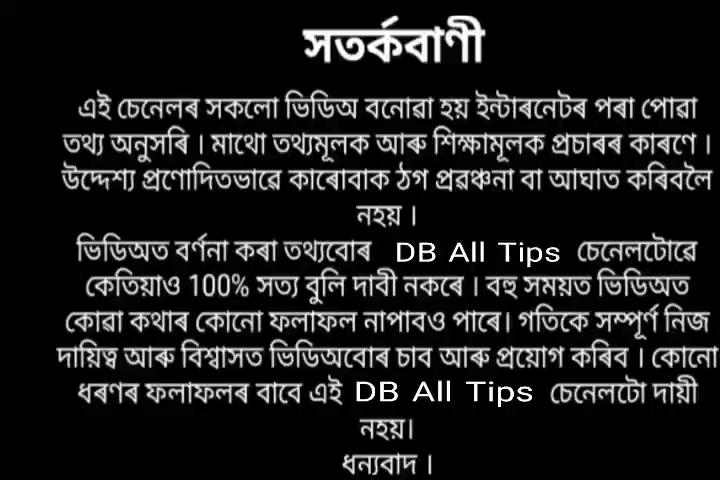 সতৰ্কবাণী
এই চেনেলৰ সকলো ভিডিঅ বনোৱা হয় ইন্টাৰনেটৰ পৰা পোৱা
তথ্য অনুসৰি । মাথো তথ্যমূলক আৰু শিক্ষামূলক প্ৰচাৰৰ কাৰণে ।
উদ্দেশ্য প্ৰণোদিতভাৱে কাৰোবাক ঠগ প্ৰৱঞ্চনা বা আঘাত কৰিবলৈ
নহয় ।
ভিডিঅত বৰ্ণনা কৰা তথ্যবোৰ DB All Tips চেনেলটোৱে
কেতিয়াও 100% সত্য বুলি দাবী নকৰে । বহু সময়ত ভিডিঅত
কোৱা কথাৰ কোনো ফলাফল নাপাবও পাৰে। গতিকে সম্পূৰ্ণ নিজ
দায়িত্ব আৰু বিশ্বাসত ভিডিঅবোৰ চাব আৰু প্ৰয়োগ কৰিব । কোনো
ধৰণৰ ফলাফলৰ বাবে এই DB All Tips চেনেলটো দায়ী
নহয়।
ধন্যবাদ ।